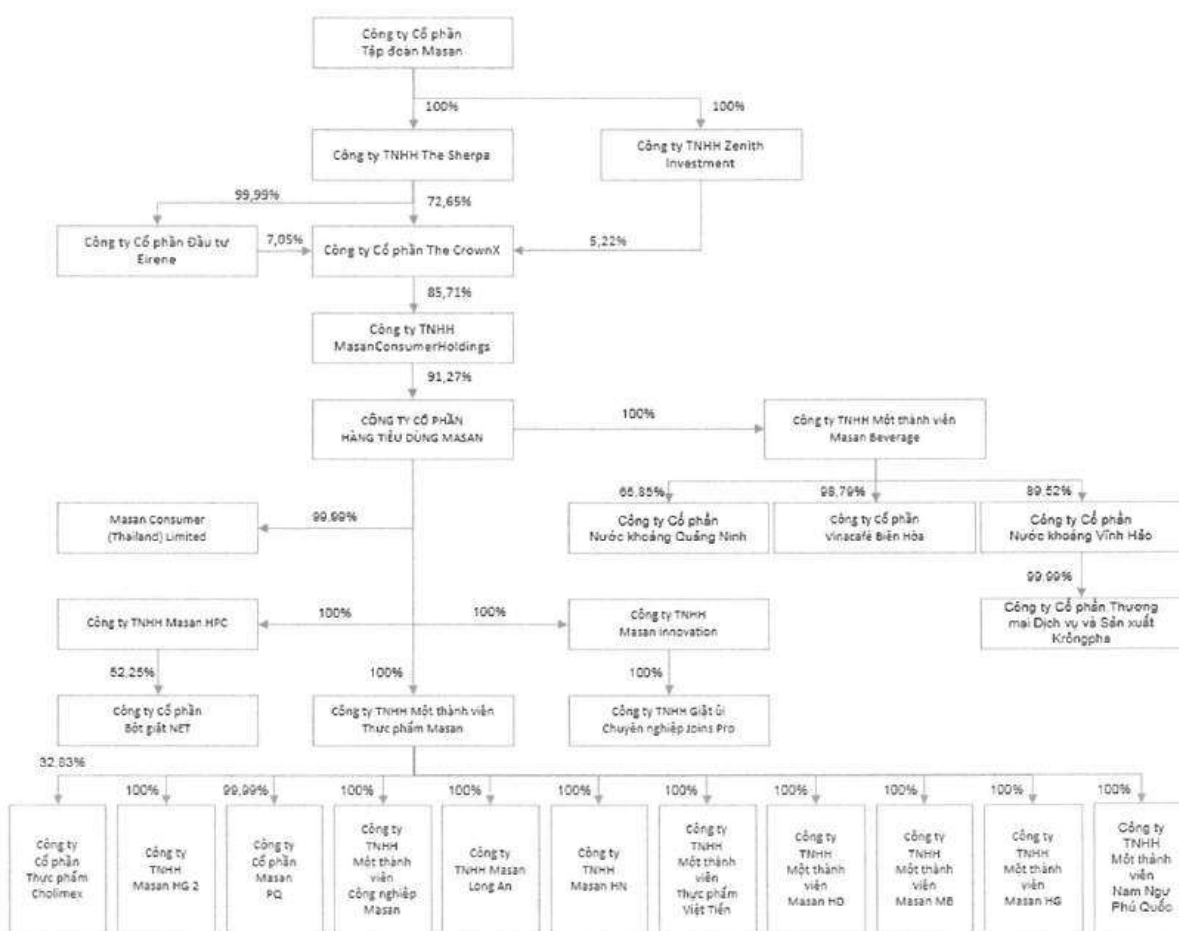 Công ty Cổ phần
Tập đoàn Masan
100%
100%
Công ty TNHH The Sherpa
Công ty TNHH Zenith
Investment
99,99%
72,65%
Công ty Cổ phần Đầu tư
Eirene
7,05%
Công ty Cổ phần The CrownX
5,22%
85,71%
Công ty TNHH
MasanConsumerHoldings
91,27%
CÔNG TY CỔ PHẦN
HÀNG TIÊU DÙNG MASAN
100%
Công ty TNHH Một thành viên
Masan Beverage
66,85%
98,79%
89,52%
Masan Consumer
(Thailand) Limited
99,99%
Công ty Cổ phần
Nước khoáng Quảng Ninh
Công ty Cổ phần
Vinacafé Biên Hòa
Công ty Cổ phần
Nước khoáng Vĩnh Hảo
99,99%
Công ty Cổ phần Thương
mại Dịch vụ và Sản xuất
Krôngpha
Công ty TNHH Masan HPC
100%
100%
Công ty TNHH
Masan innovation
52,25%
100%
100%
Công ty Cổ phần
Bột giặt NET
Công ty TNHH Một thành viên
Thực phẩm Masan
Công ty TNHH Giặt ủi
Chuyên nghiệp Joins Pro
32,83%
100%
99,99%
100%
100%
100%
100%
100%
100%
100%
100%
Công ty
Cổ phần
Thực phẩm
Cholimex
Công ty
TNHH
Masan HG 2
Công ty
Cổ phần
Masan
PQ
Công ty
TNHH
Một thành
viên
Công nghiệp
Masan
Công ty
TNHH Masan
Long An
Công ty
TNHH
Masan HN
Công ty
TNHH
Một thành
viên
Thực phẩm
Việt Tiến
Công ty
TNHH
Một thành
viên
Masan HD
Công ty
TNHH
Một thành
viên
Masan MB
Công ty
TNHH
Một thành
viên
Masan HG
Công ty
TNHH
Một thành
viên
Nam Ngư
Phú Quốc